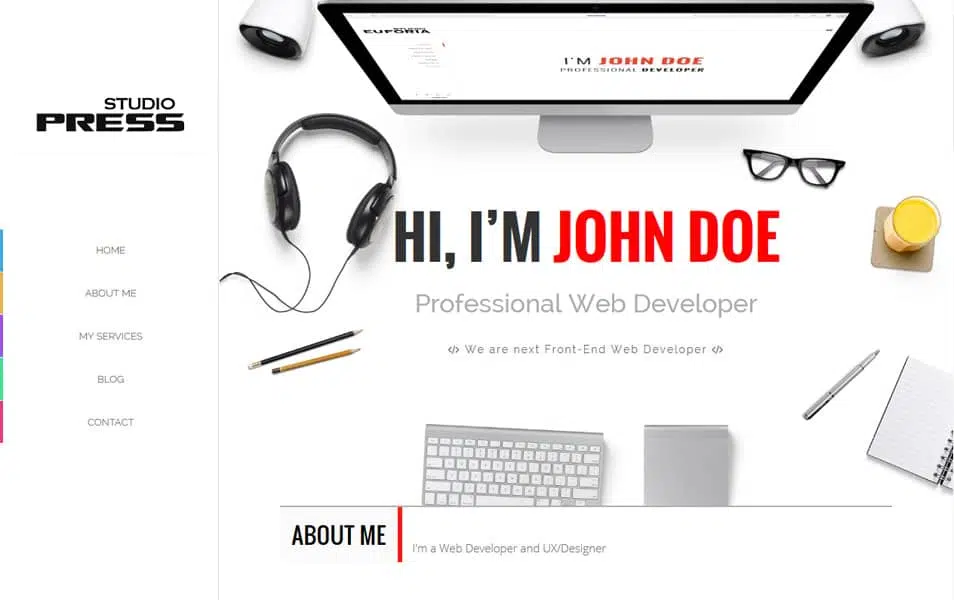 STUDIO
PRESS
HOME
ABOUT ME
MY SERVICES
BLOG
CONTACT
EUFORIA
I'M JOHN DOE
PROFESSIONAL DEVELOPER
HI, I'M JOHN DOE
Professional Web Developer
</> We are next Front-End Web Developer </>
ABOUT ME
I'm a Web Developer and UX/Designer